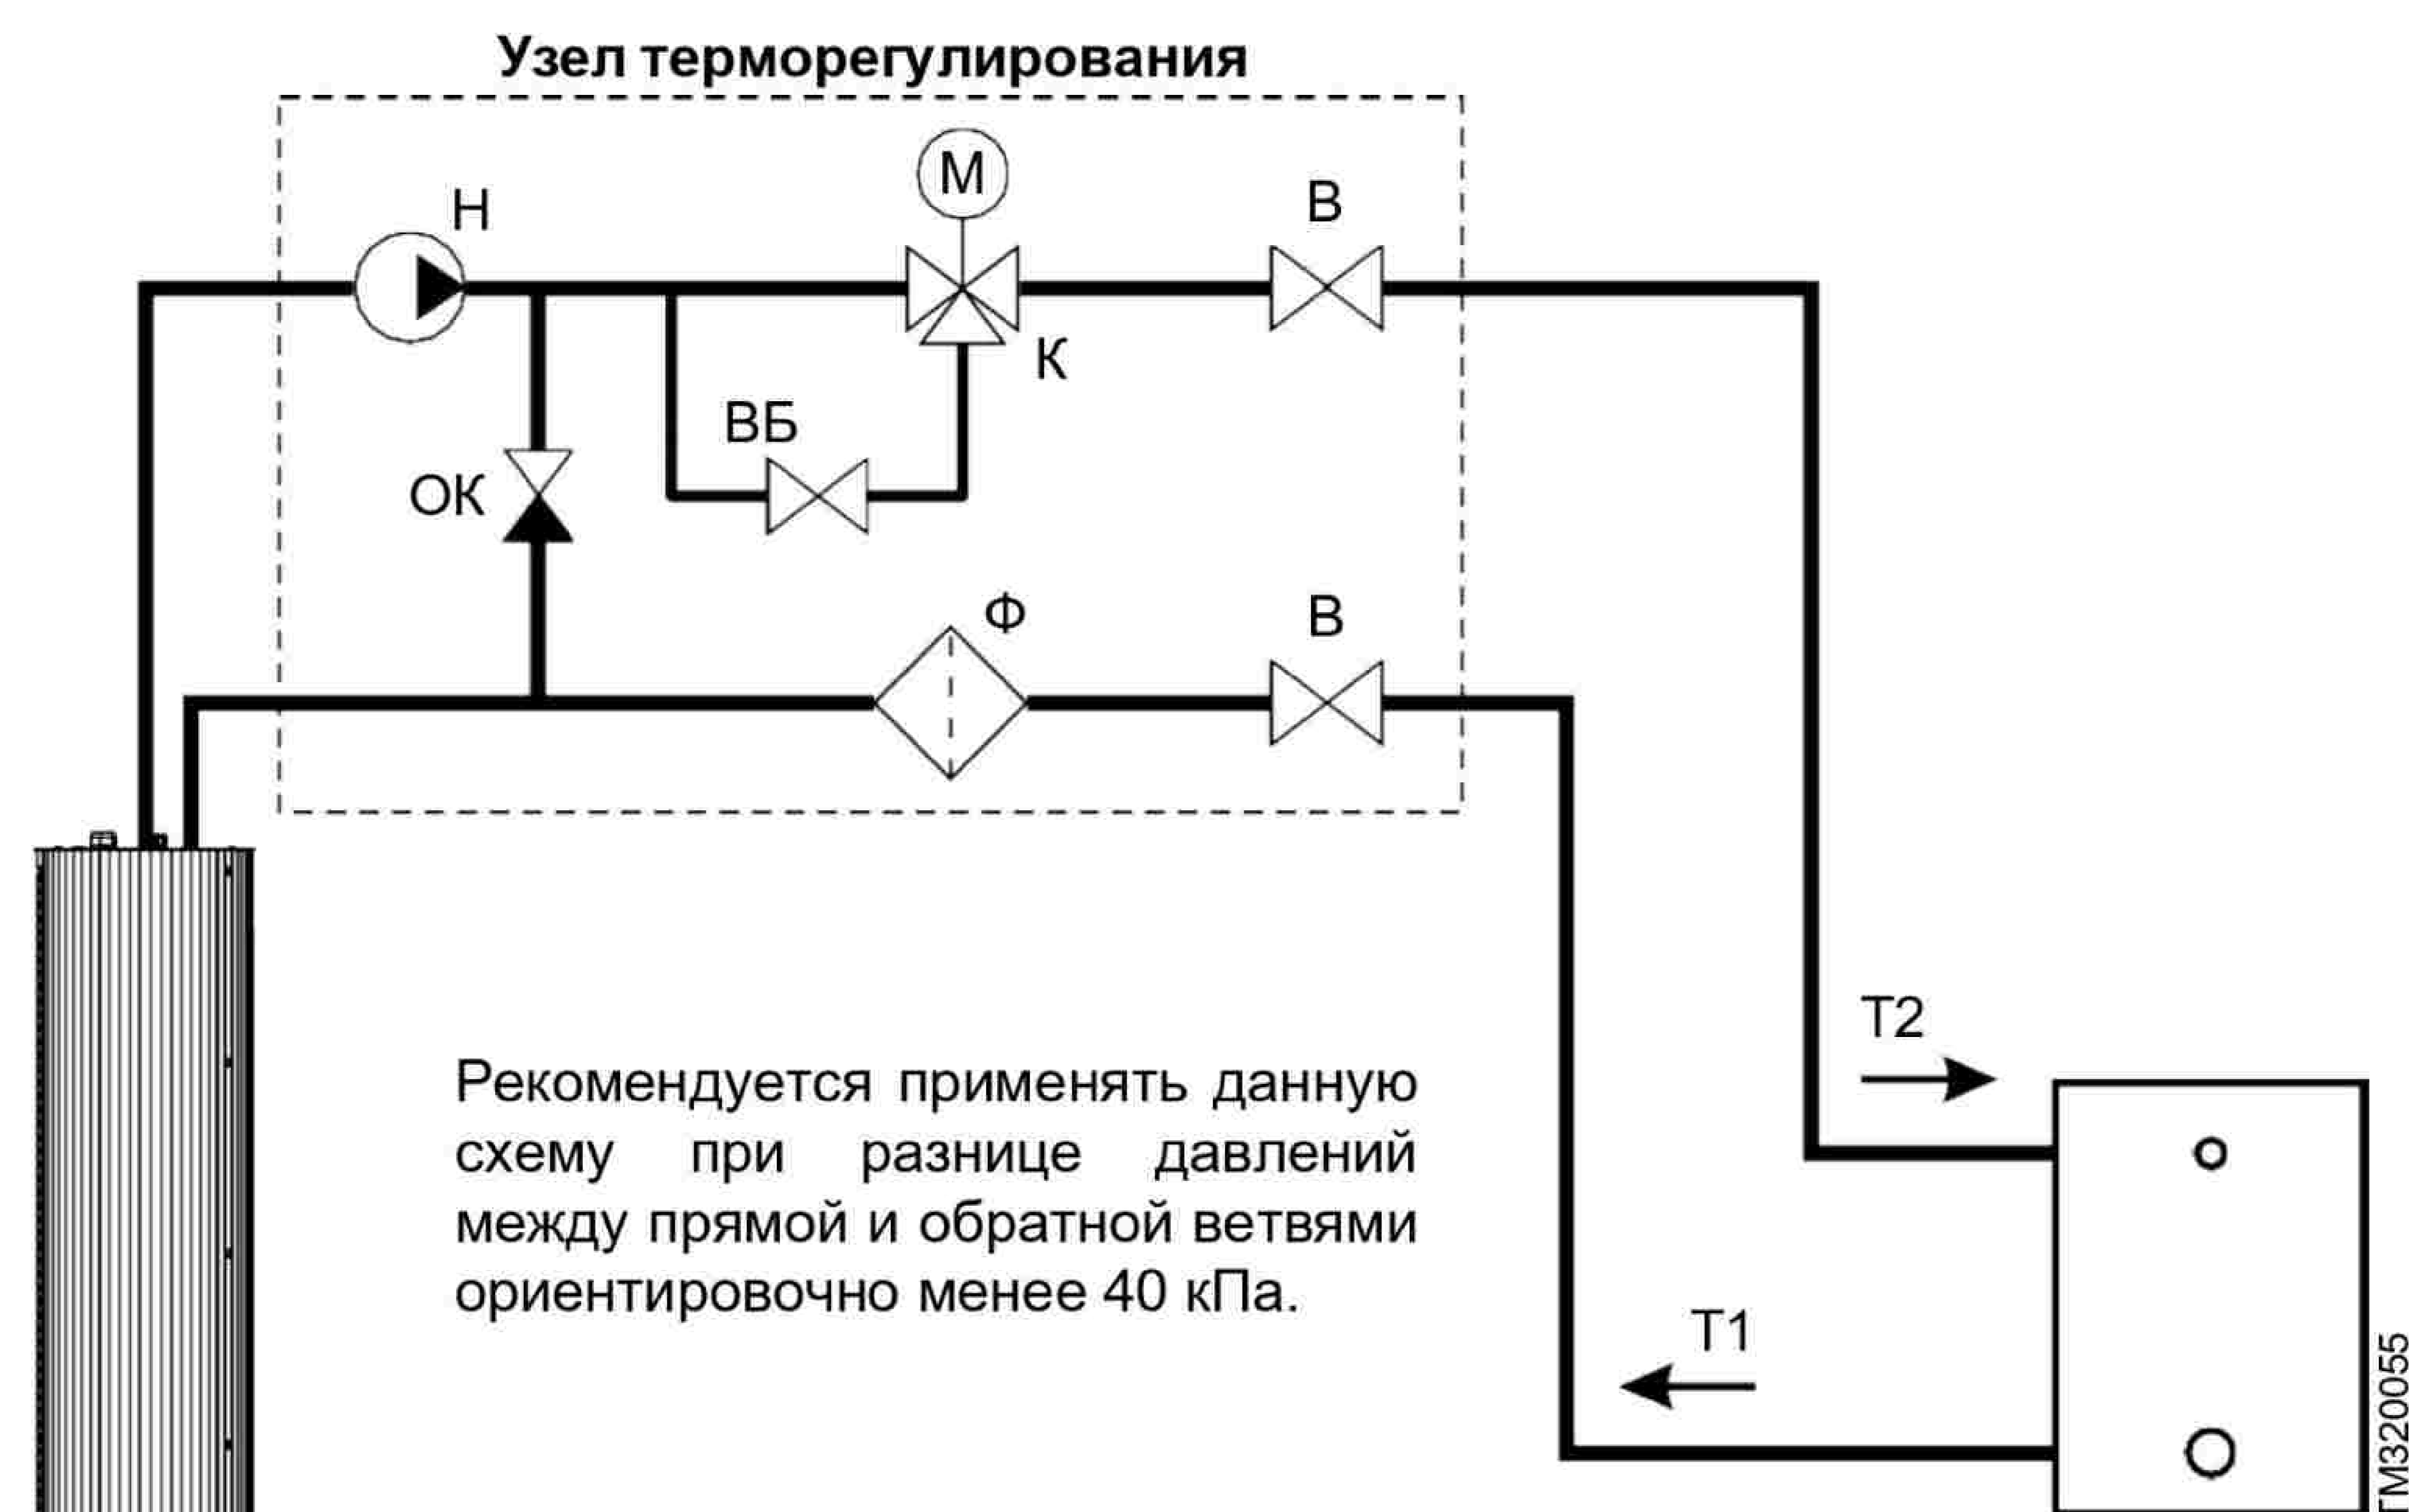 Узел терморегулирования
М
Н
В
К
ВБ
ОК
Ф
В
Т2
Рекомендуется применять данную
схему при разнице давлений
между прямой и обратной ветвями
ориентировочно менее 40 кПа.
Т1
TM320055